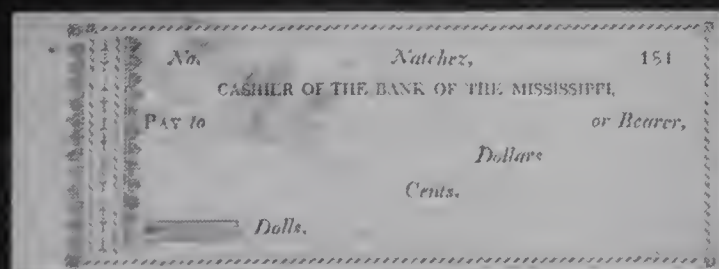 No. Natchez, 181
CASHIER OF THE BANK OF THE MISSISSIPPI,
PAY to or Bearer,
Dollars
Cents.
Dolls.